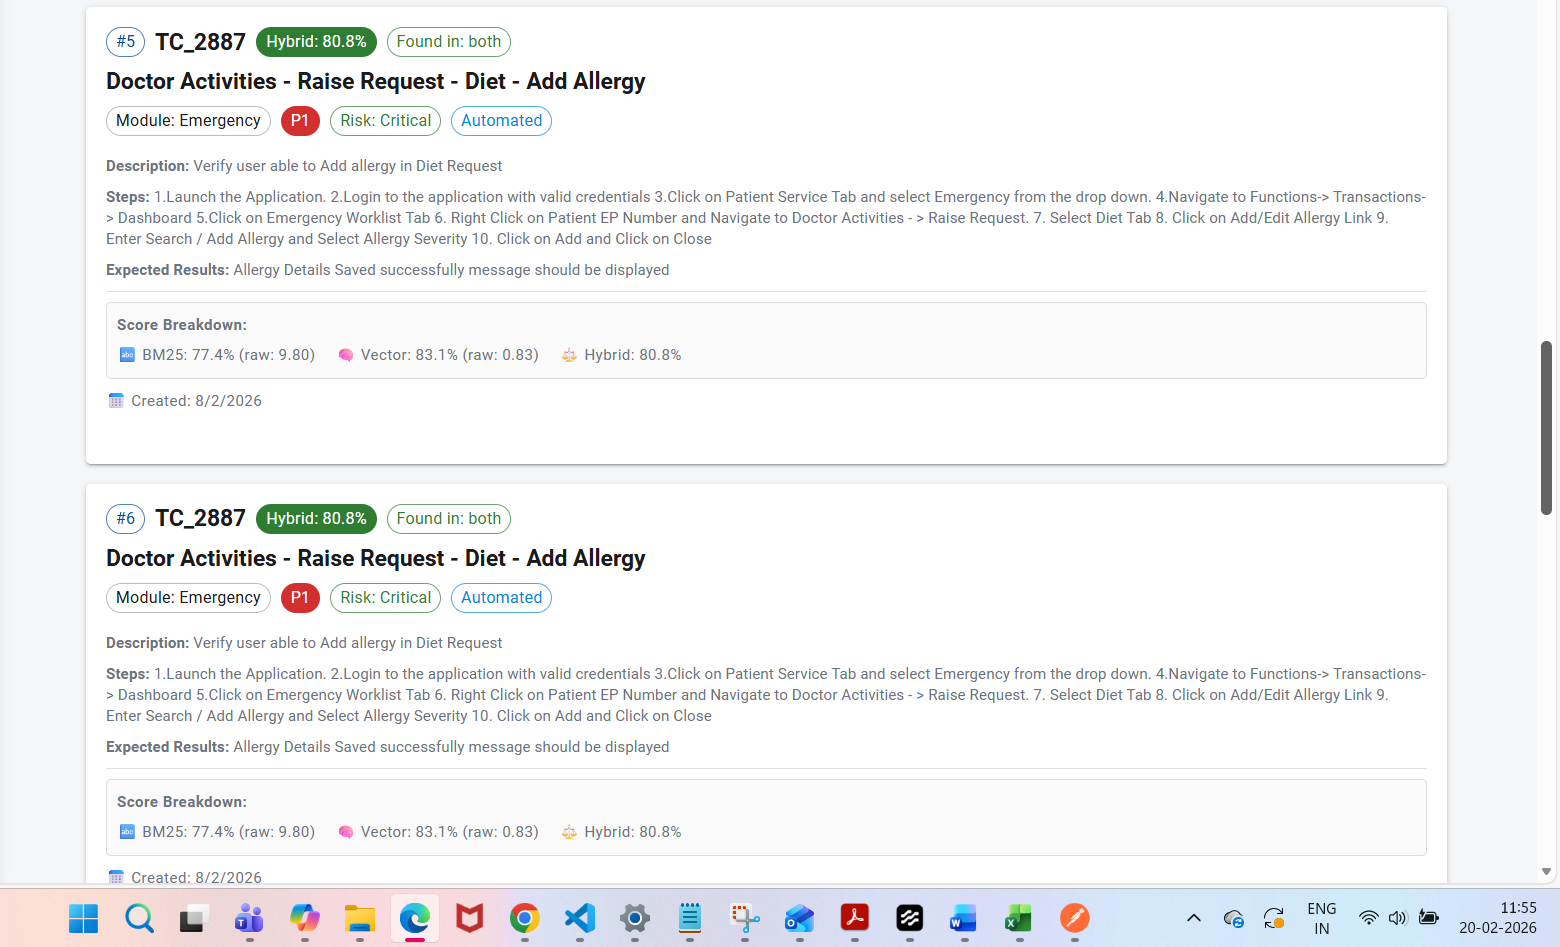 #5 TC_2887 Hybrid: 80.8% Found in: both
Doctor Activities - Raise Request - Diet - Add Allergy
Module: Emergency P1 Risk: Critical Automated
Description: Verify user able to Add allergy in Diet Request
Steps: 1.Launch the Application. 2.Login to the application with valid credentials 3.Click on Patient Service Tab and select Emergency from the drop down. 4.Navigate to Functions-> Transactions-
> Dashboard 5.Click on Emergency Worklist Tab 6. Right Click on Patient EP Number and Navigate to Doctor Activities - > Raise Request. 7. Select Diet Tab 8. Click on Add/Edit Allergy Link 9.
Enter Search / Add Allergy and Select Allergy Severity 10. Click on Add and Click on Close
Expected Results: Allergy Details Saved successfully message should be displayed
Score Breakdown:
abc BM25: 77.4% (raw: 9.80) Vector: 83.1% (raw: 0.83) Hybrid: 80.8%
Created: 8/2/2026
#6 TC_2887 Hybrid: 80.8% Found in: both
Doctor Activities - Raise Request - Diet - Add Allergy
Module: Emergency P1 Risk: Critical Automated
Description: Verify user able to Add allergy in Diet Request
Steps: 1.Launch the Application. 2.Login to the application with valid credentials 3.Click on Patient Service Tab and select Emergency from the drop down. 4.Navigate to Functions-> Transactions-
> Dashboard 5.Click on Emergency Worklist Tab 6. Right Click on Patient EP Number and Navigate to Doctor Activities - > Raise Request. 7. Select Diet Tab 8. Click on Add/Edit Allergy Link 9.
Enter Search / Add Allergy and Select Allergy Severity 10. Click on Add and Click on Close
Expected Results: Allergy Details Saved successfully message should be displayed
Score Breakdown:
abc BM25: 77.4% (raw: 9.80) Vector: 83.1% (raw: 0.83) Hybrid: 80.8%
Created: 8/2/2026
ENG 11:55
IN 20-02-2026